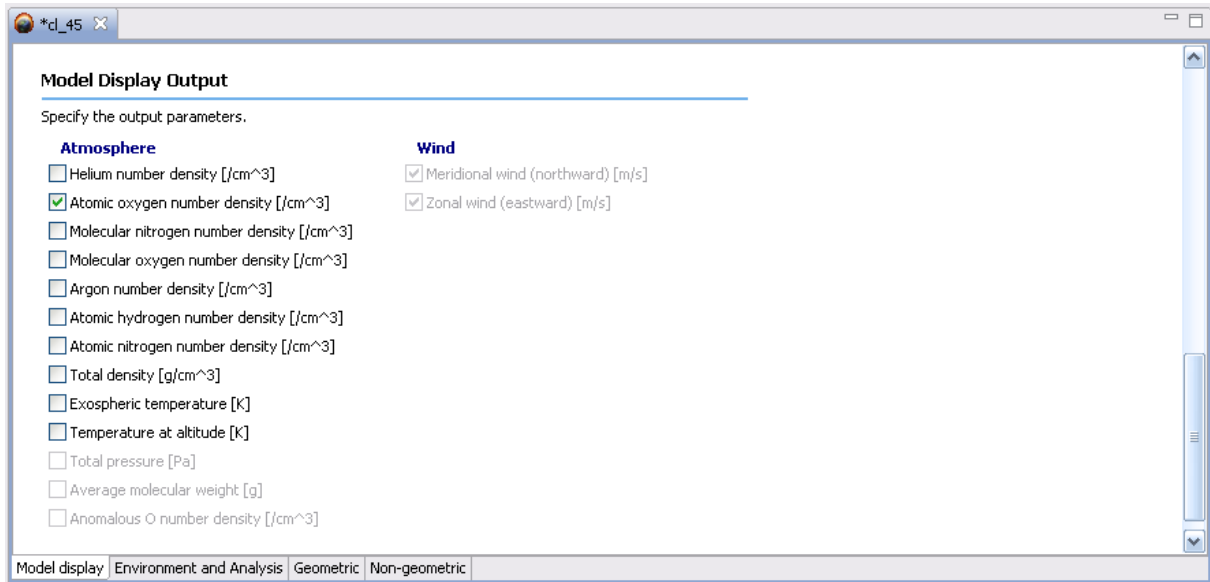 *cl_45
Model Display Output
Specify the output parameters.
Atmosphere
Helium number density [/cm^3]
Atomic oxygen number density [/cm^3]
Molecular nitrogen number density [/cm^3]
Molecular oxygen number density [/cm^3]
Argon number density [/cm^3]
Atomic hydrogen number density [/cm^3]
Atomic nitrogen number density [/cm^3]
Total density [g/cm^3]
Exospheric temperature [K]
Temperature at altitude [K]
Total pressure [Pa]
Average molecular weight [g]
Anomalous O number density [/cm^3]
Wind
Meridional wind (northward) [m/s]
Zonal wind (eastward) [m/s]
Model display Environment and Analysis Geometric Non-geometric